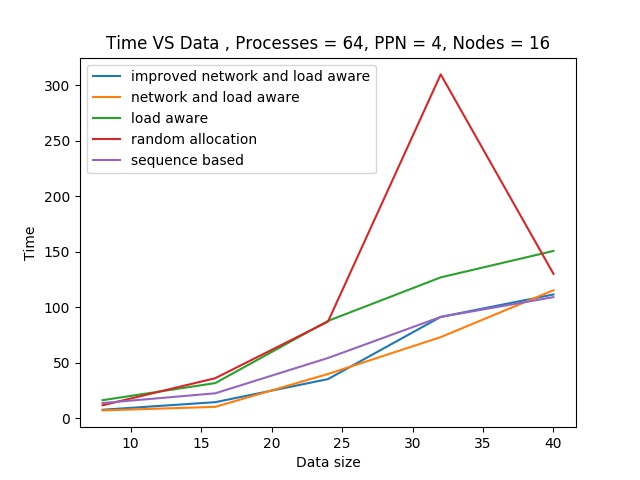 Time VS Data , Processes = 64, PPN = 4, Nodes = 16
improved network and load aware
network and load aware
load aware
random allocation
sequence based
300
250
200
150
100
50
0
Time
10 15 20 25 30 35 40
Data size